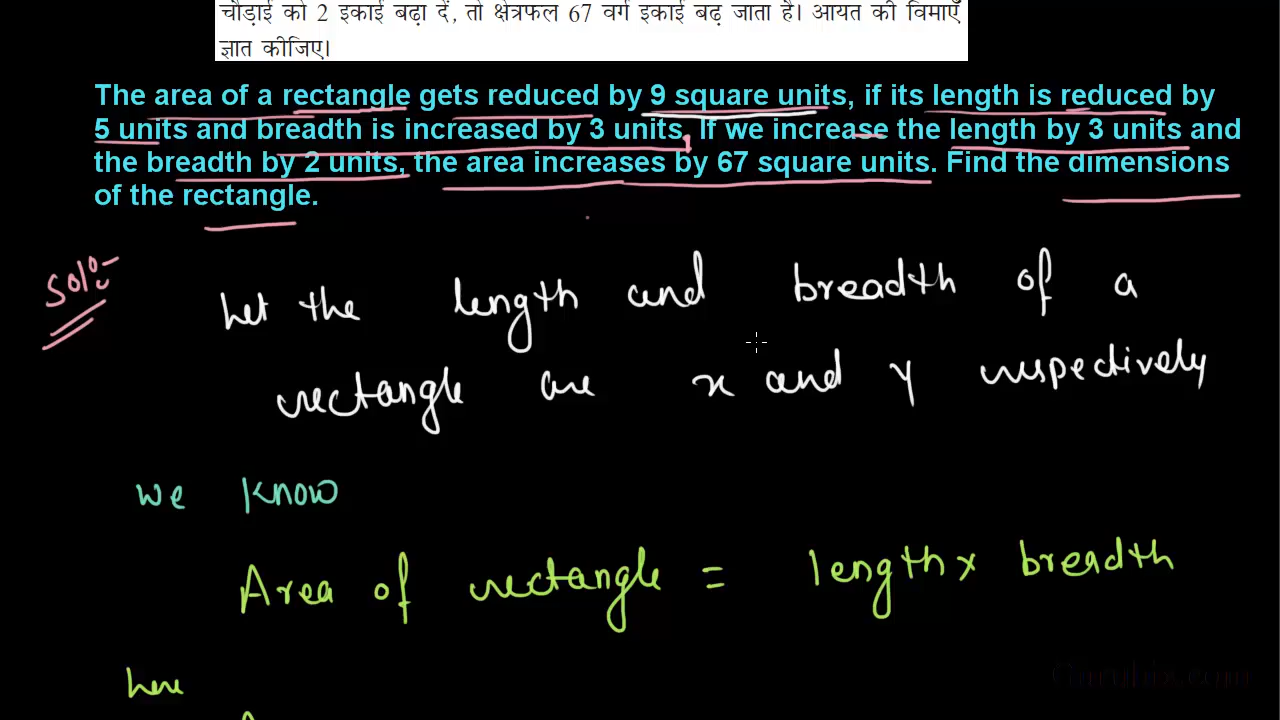 चौड़ाई को 2 इकाई बढ़ा दें, तो क्षेत्रफल 67 वर्ग इकाई बढ़ जाता है। आयत की विमाएँ
ज्ञात कीजिए।
The area of a rectangle gets reduced by 9 square units, if its length is reduced by
5 units and breadth is increased by 3 units. If we increase the length by 3 units and
the breadth by 2 units, the area increases by 67 square units. Find the dimensions
of the rectangle.
Sol:-
Let the length and breadth of a
rectangle are x and y respectively
we know
Area of rectangle = length x breadth
here